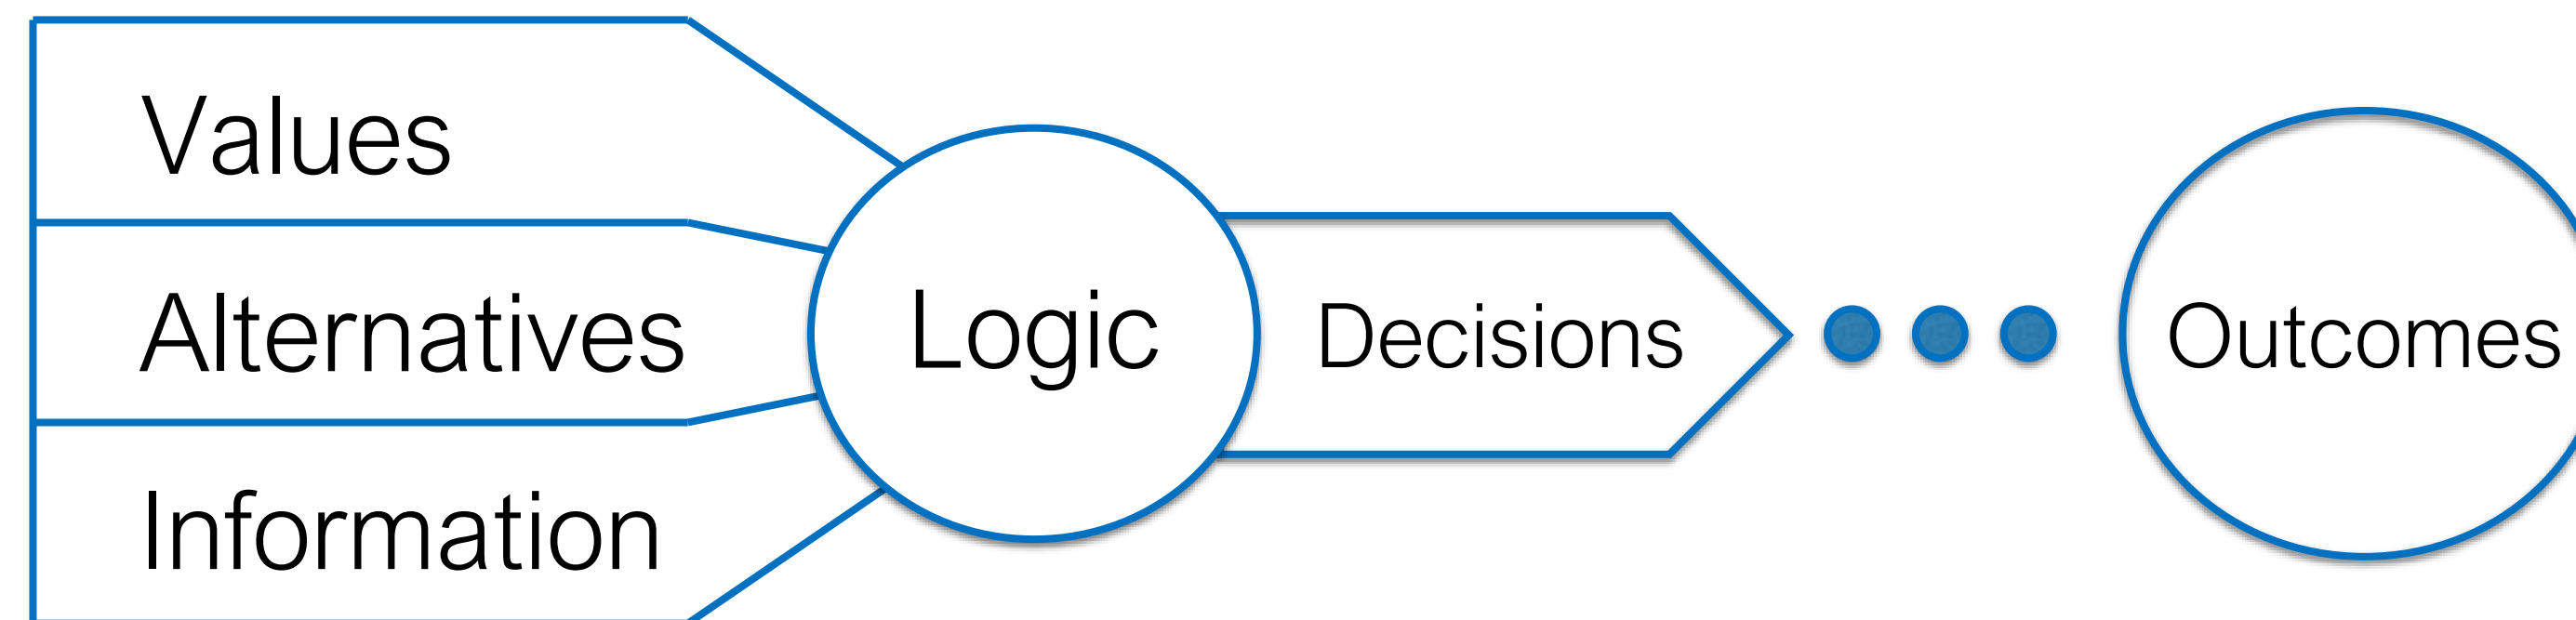 Values
Alternatives
Information
Logic
Decisions
Outcomes